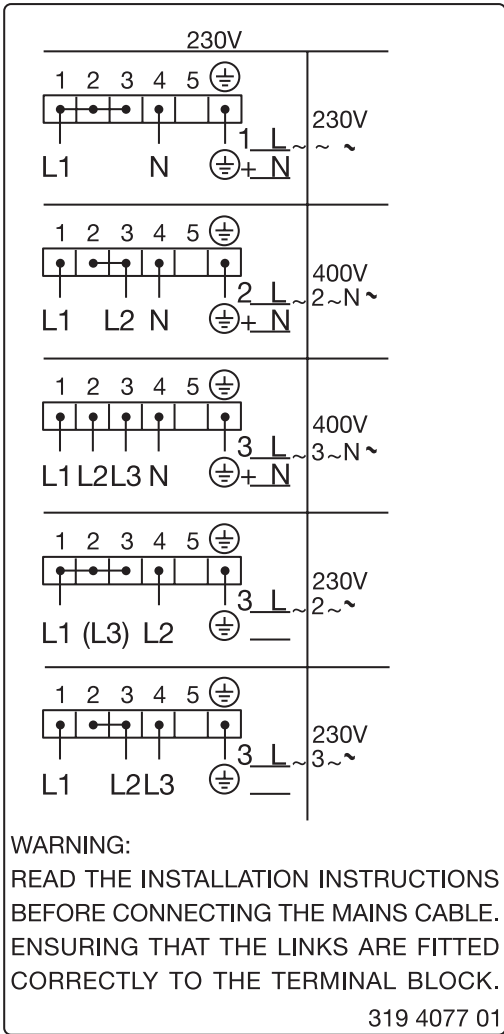 230V
1 2 3 4 5
L1 N
1 L ~ ~ ~
+ N
230V
1 2 3 4 5
L1 L2 N
2 L ~ 2~N~
+ N
400V
1 2 3 4 5
L1 L2 L3 N
3 L ~ 3~N~
+ N
400V
1 2 3 4 5
L1 (L3) L2
3 L ~ 2~~
230V
1 2 3 4 5
L1 L2 L3
3 L ~ 3~~
230V
WARNING:
READ THE INSTALLATION INSTRUCTIONS
BEFORE CONNECTING THE MAINS CABLE.
ENSURING THAT THE LINKS ARE FITTED
CORRECTLY TO THE TERMINAL BLOCK.
319 4077 01